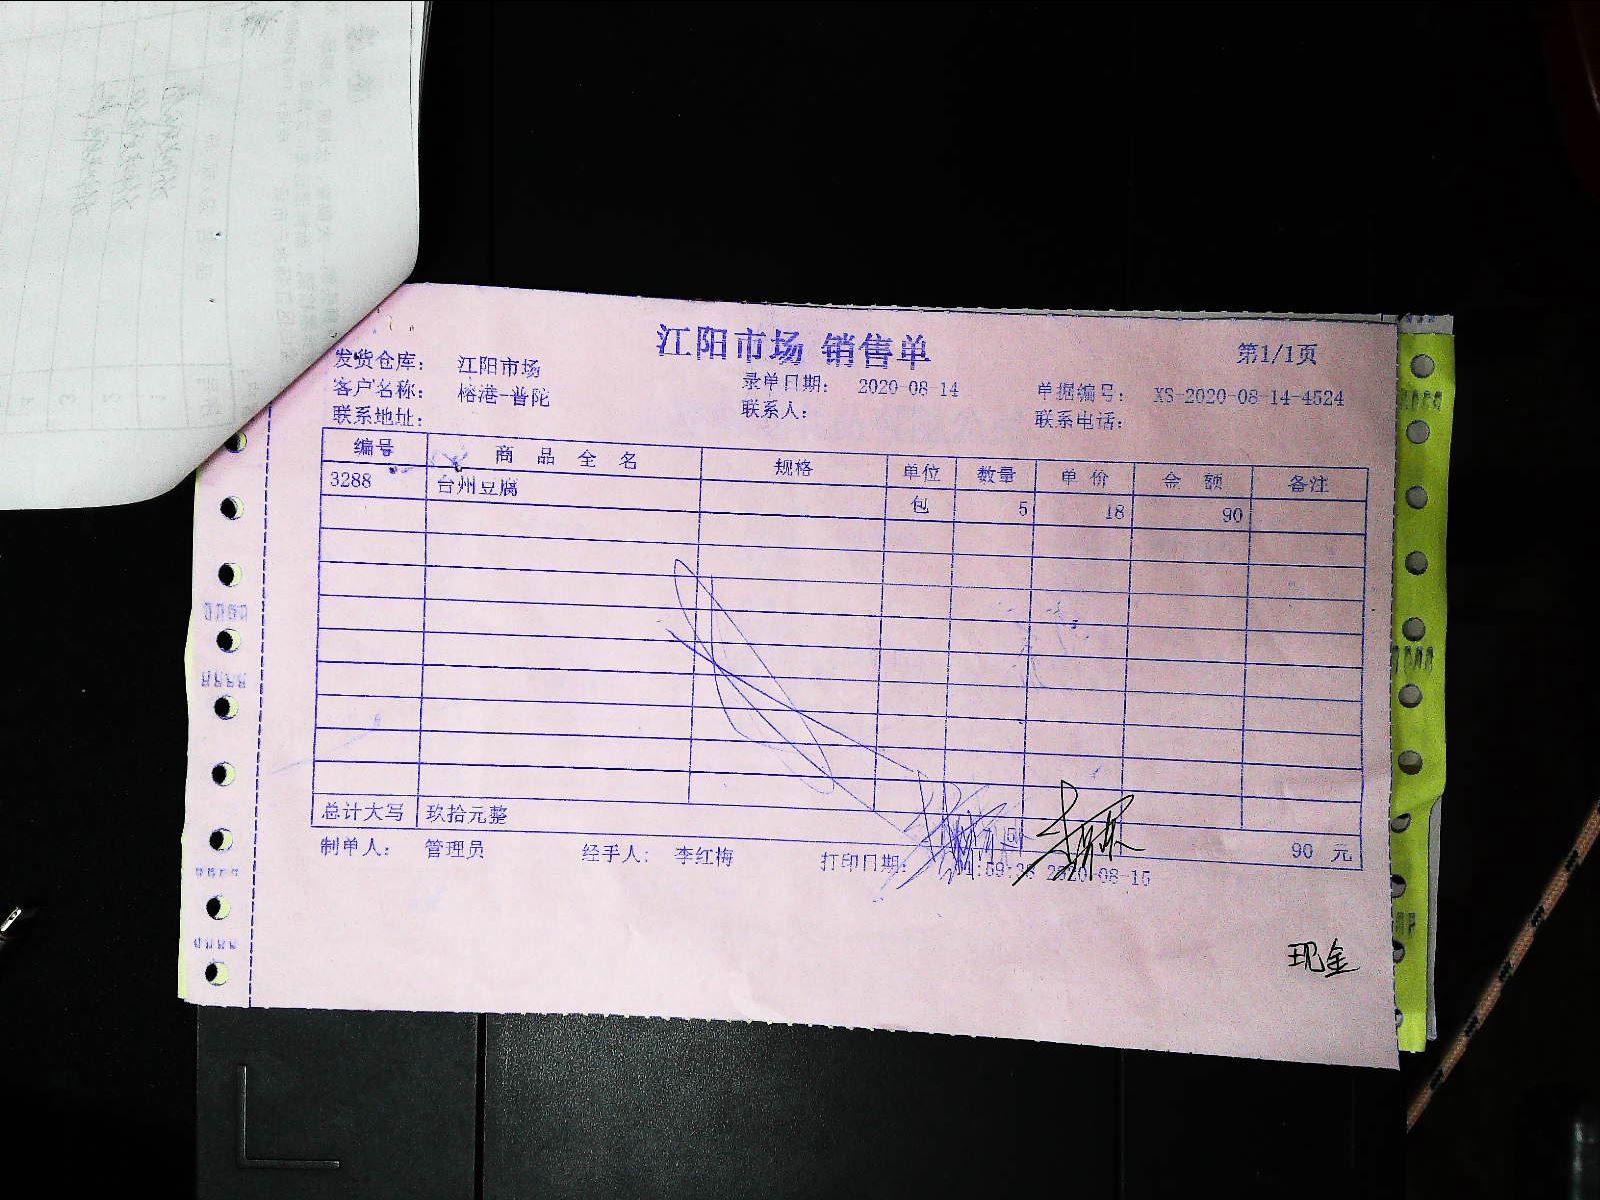 江阳市场 销售单
第1/1页
发货仓库: 江阳市场
录单日期: 2020-08-14
单据编号: XS-2020-08-14-4524
客户名称: 榕港-普陀
联系人:
联系电话:
联系地址:
编号 商品全名 规格 单位 数量 单价 金额 备注
3288 台州豆腐 包 5 18 90
总计大写 玖拾元整 90 元
制单人: 管理员 经手人: 李红梅 打印日期: 2020-08-15
现金